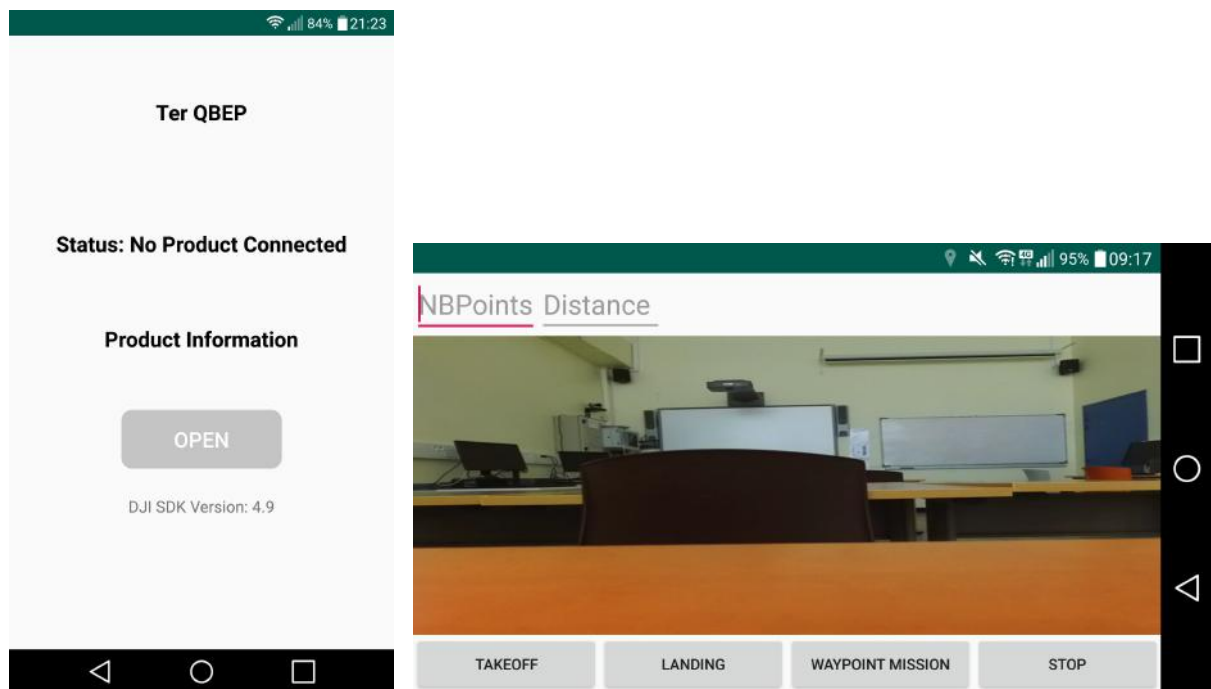 84% 21:23
Ter QBEP
Status: No Product Connected
Product Information
OPEN
DJI SDK Version: 4.9
4G 95% 09:17
NBPoints Distance
TAKEOFF LANDING WAYPOINT MISSION STOP